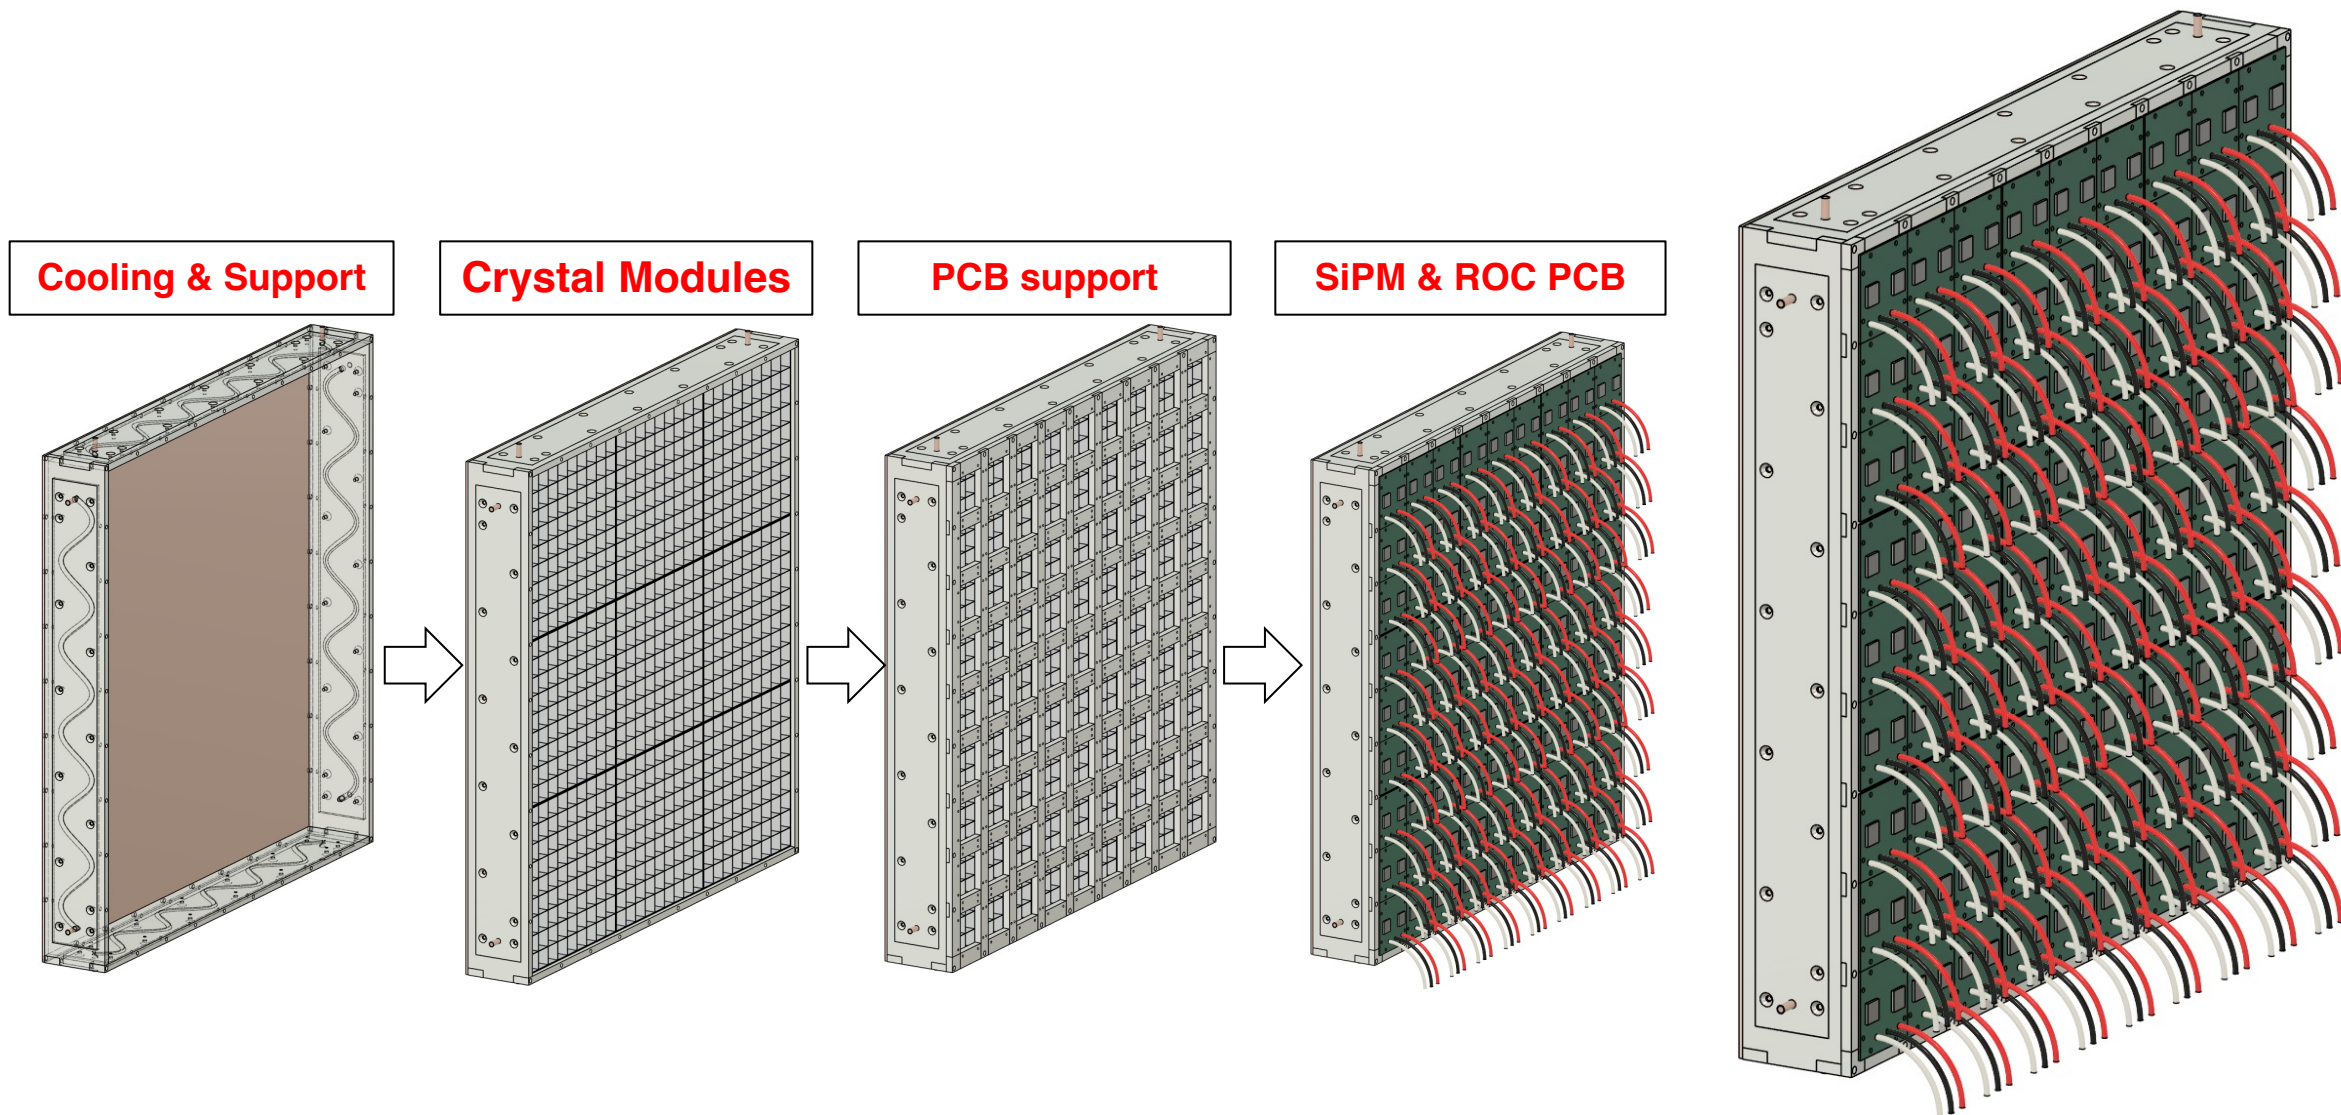 Cooling & Support
Crystal Modules
PCB support
SiPM & ROC PCB